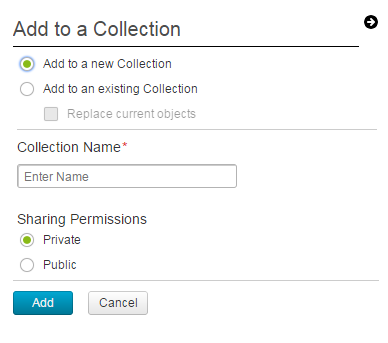 Add to a Collection
Add to a new Collection
Add to an existing Collection
Replace current objects
Collection Name*
Enter Name
Sharing Permissions
Private
Public
Add Cancel